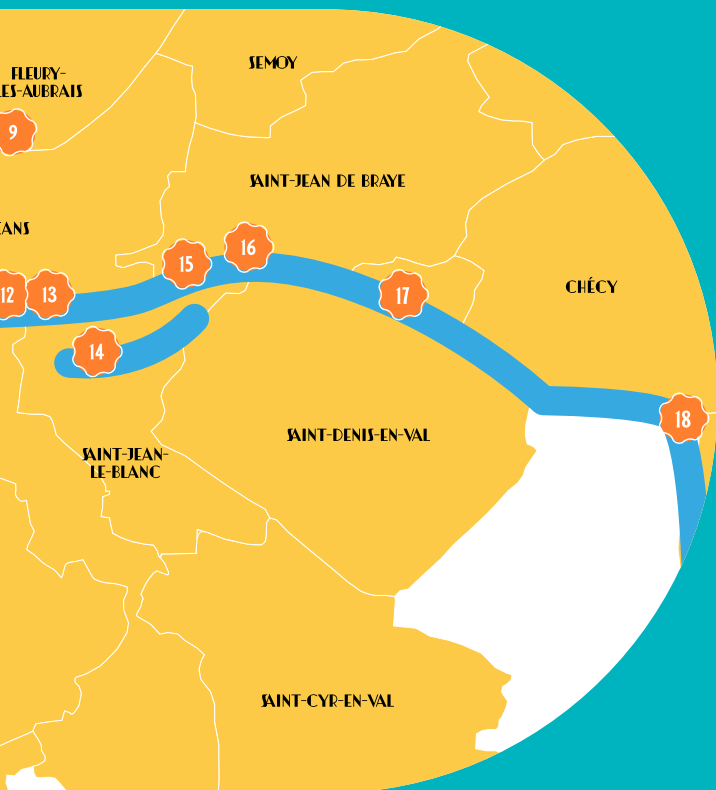 SEMOY
FLEURY-
LES-AUBRAIS
9
SAINT-JEAN DE BRAYE
ANS
16
15
CHÉCY
12
13
17
14
18
SAINT-DENIS-EN-VAL
SAINT-JEAN-
LE-BLANC
SAINT-CYR-EN-VAL